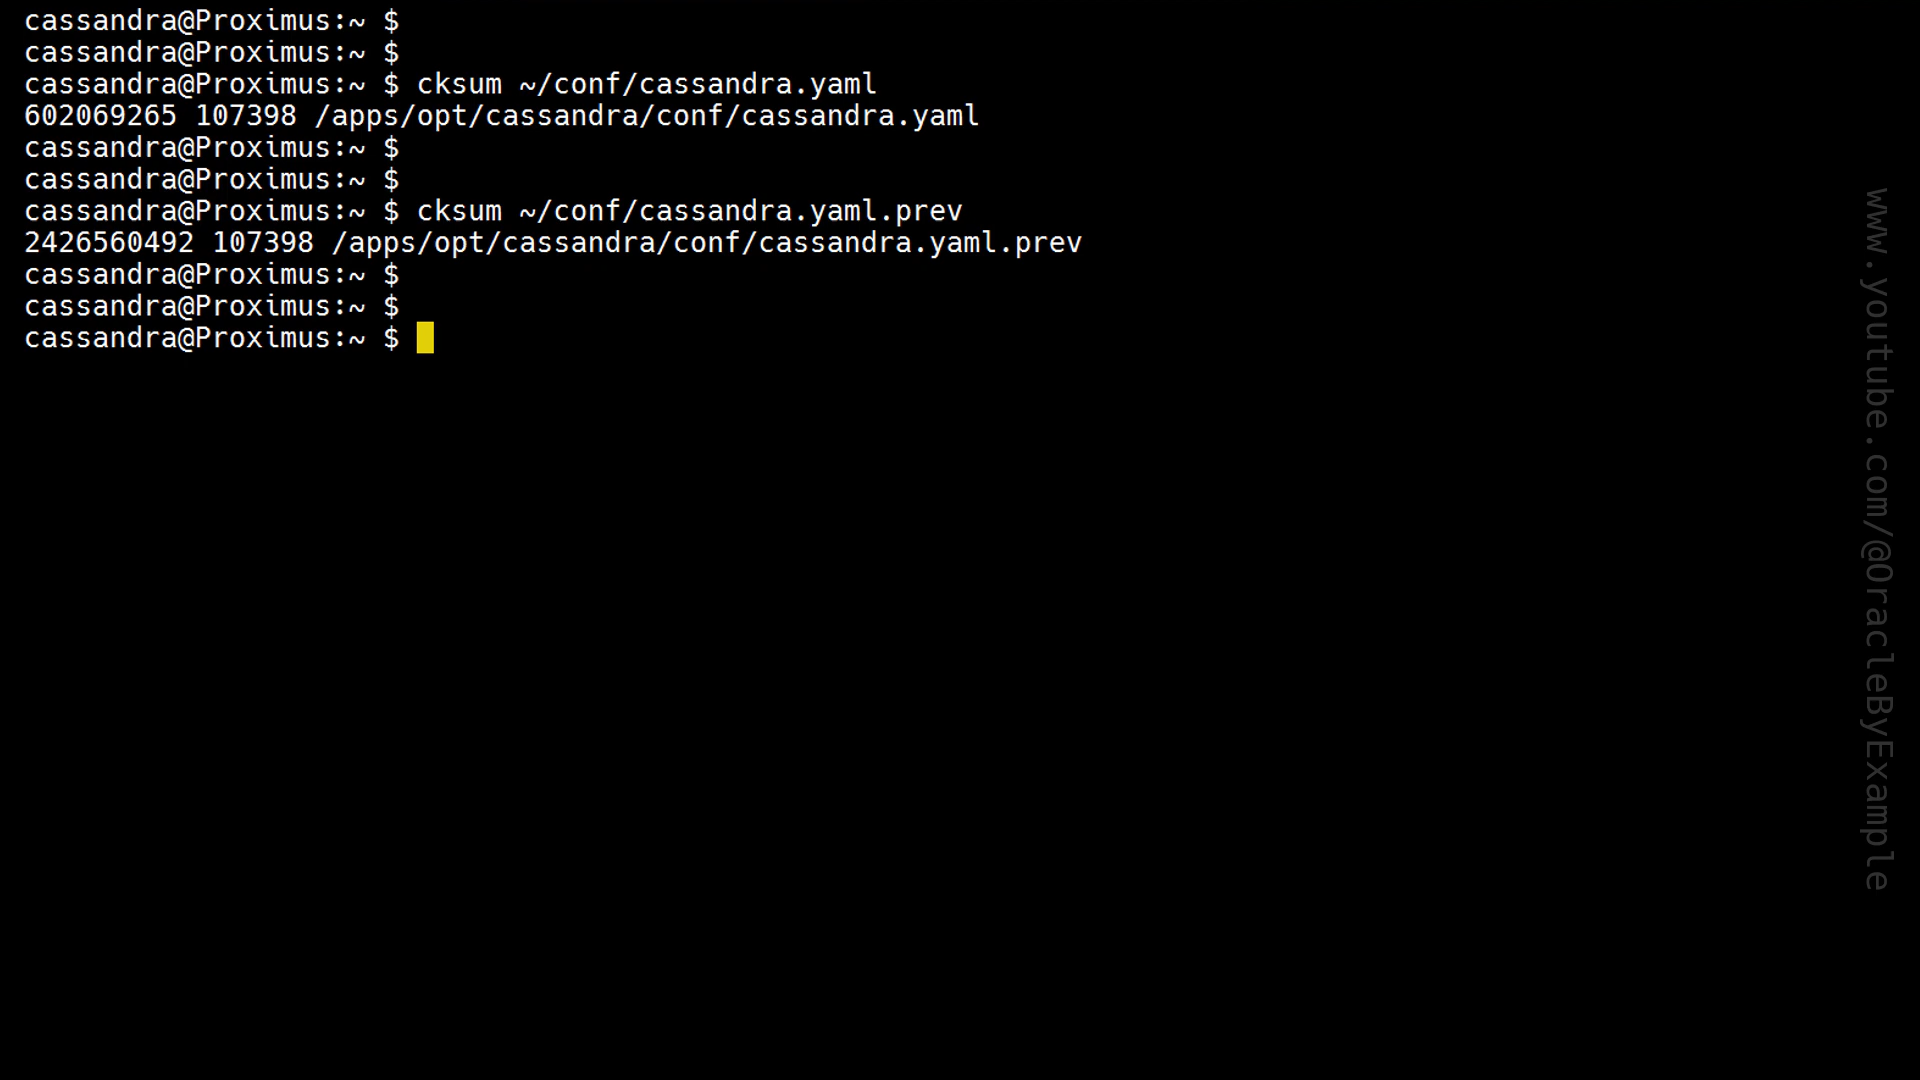 cassandra@Proximus:~ $
cassandra@Proximus:~ $
cassandra@Proximus:~ $ cksum ~/conf/cassandra.yaml
602069265 107398 /apps/opt/cassandra/conf/cassandra.yaml
cassandra@Proximus:~ $
cassandra@Proximus:~ $
cassandra@Proximus:~ $ cksum ~/conf/cassandra.yaml.prev
2426560492 107398 /apps/opt/cassandra/conf/cassandra.yaml.prev
cassandra@Proximus:~ $
cassandra@Proximus:~ $
cassandra@Proximus:~ $
www.youtube.com/@OracleByExample